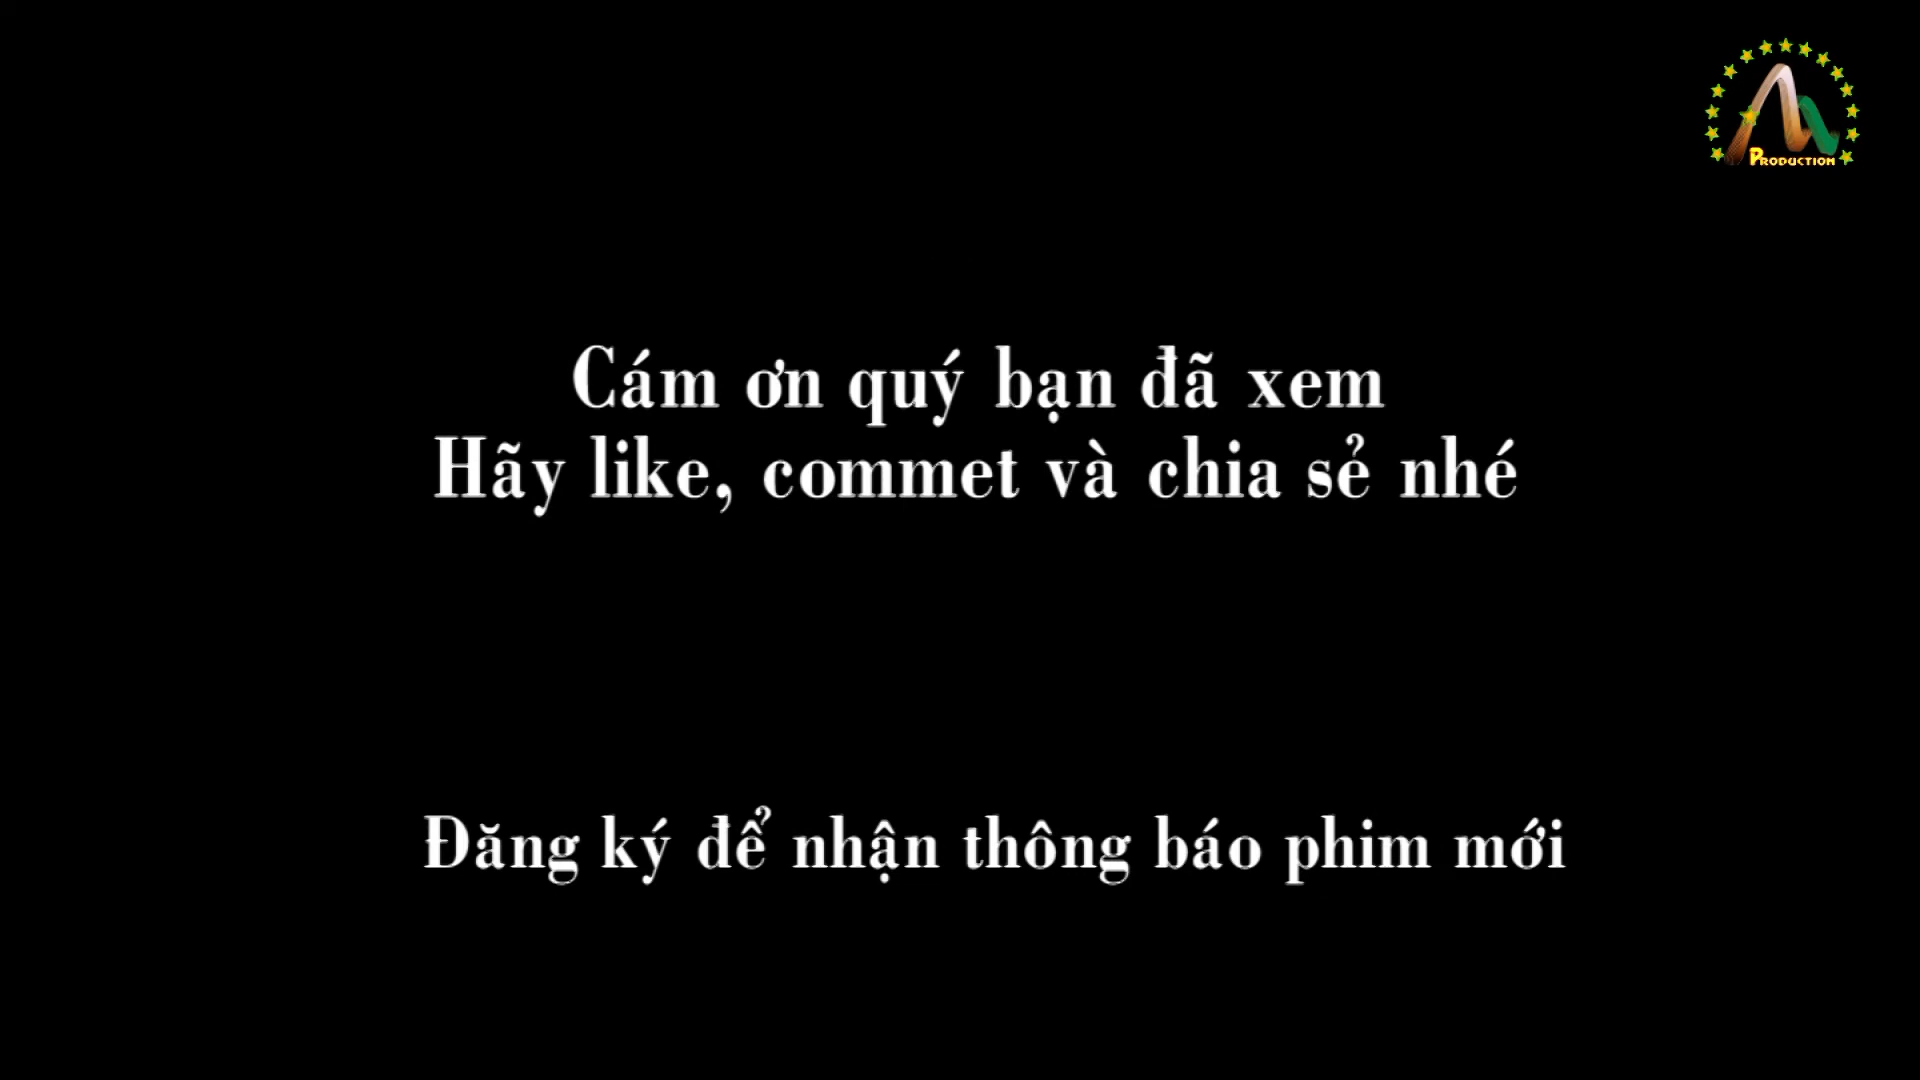 PRODUCTION
Cám ơn quý bạn đã xem
Hãy like, commet và chia sẻ nhé
Đăng ký để nhận thông báo phim mới